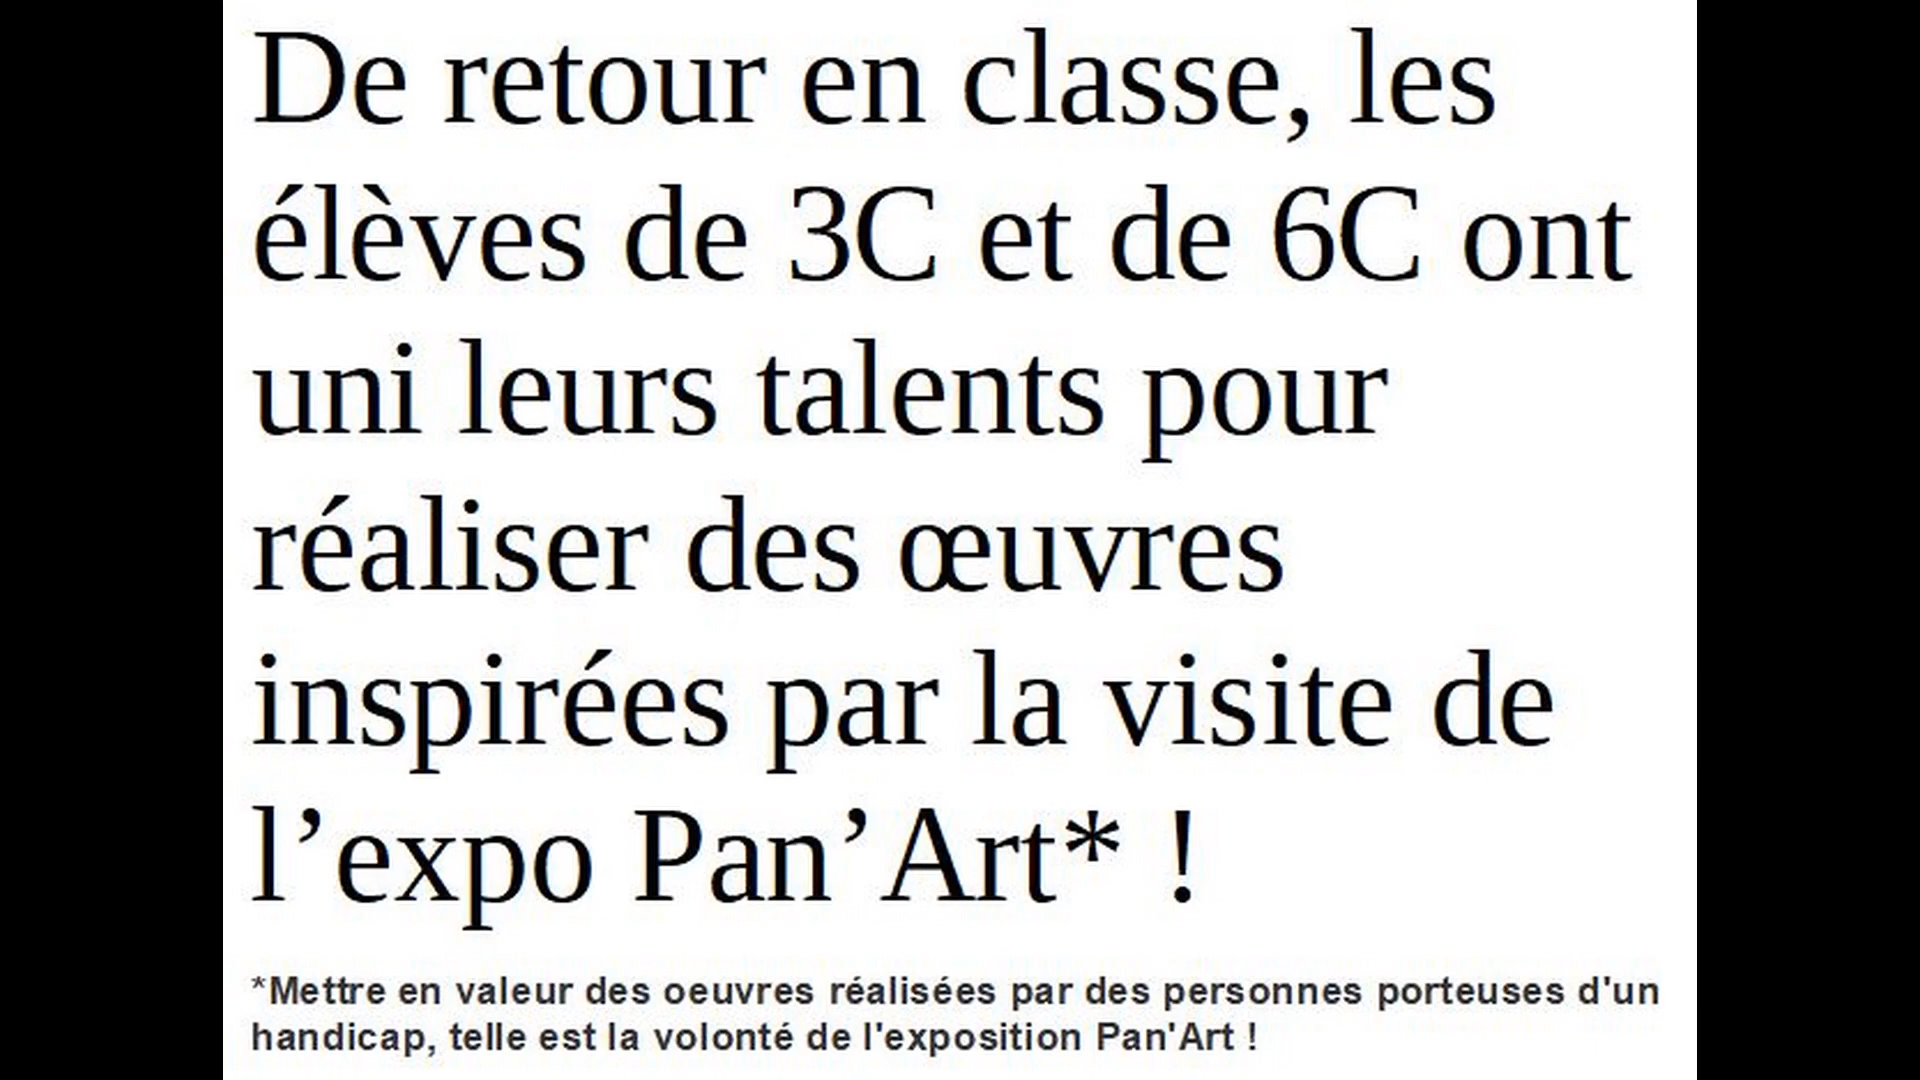 De retour en classe, les
élèves de 3C et de 6C ont
uni leurs talents pour
réaliser des œuvres
inspirées par la visite de
l’expo Pan’Art* !
*Mettre en valeur des oeuvres réalisées par des personnes porteuses d'un
handicap, telle est la volonté de l'exposition Pan'Art !